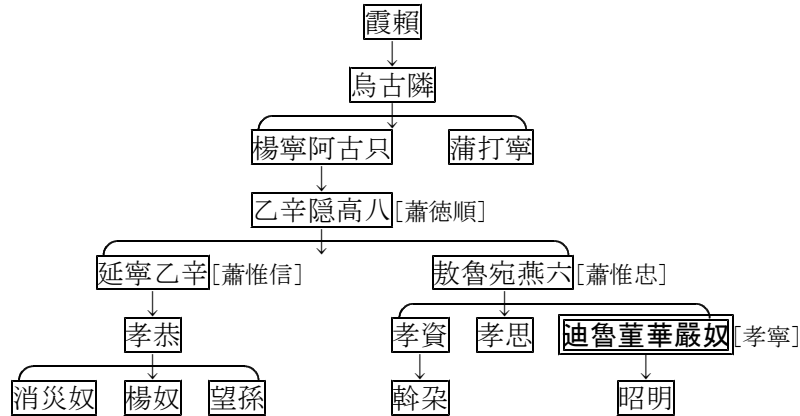 霞賴
烏古隣
楊寧阿古只 蒲打寧
乙辛隠高八[蕭徳順]
延寧乙辛[蕭惟信] 敖魯宛燕六[蕭惟忠]
孝恭 孝資 孝思 迪魯菫華嚴奴[孝寧]
消災奴 楊奴 望孫 斡朶 昭明